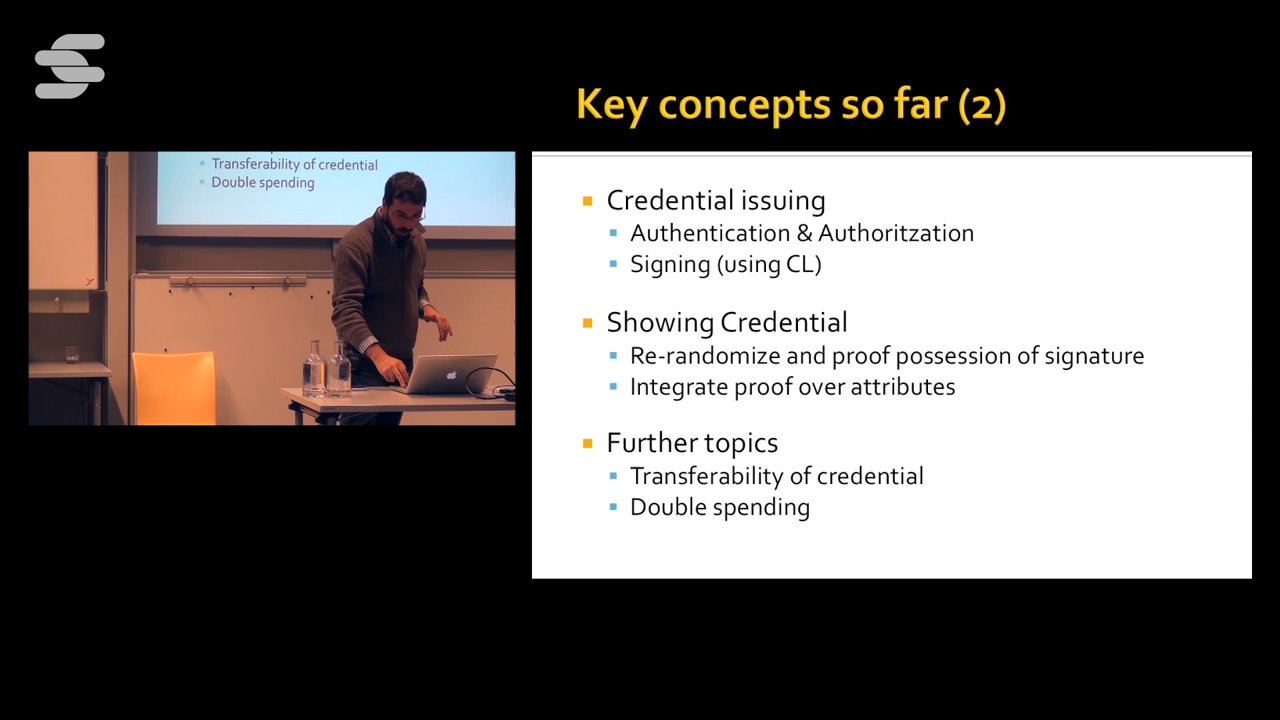 Key concepts so far (2)
Transferability of credential
Double spending
Credential issuing
Authentication & Authoritzation
Signing (using CL)
Showing Credential
Re-randomize and proof possession of signature
Integrate proof over attributes
Further topics
Transferability of credential
Double spending